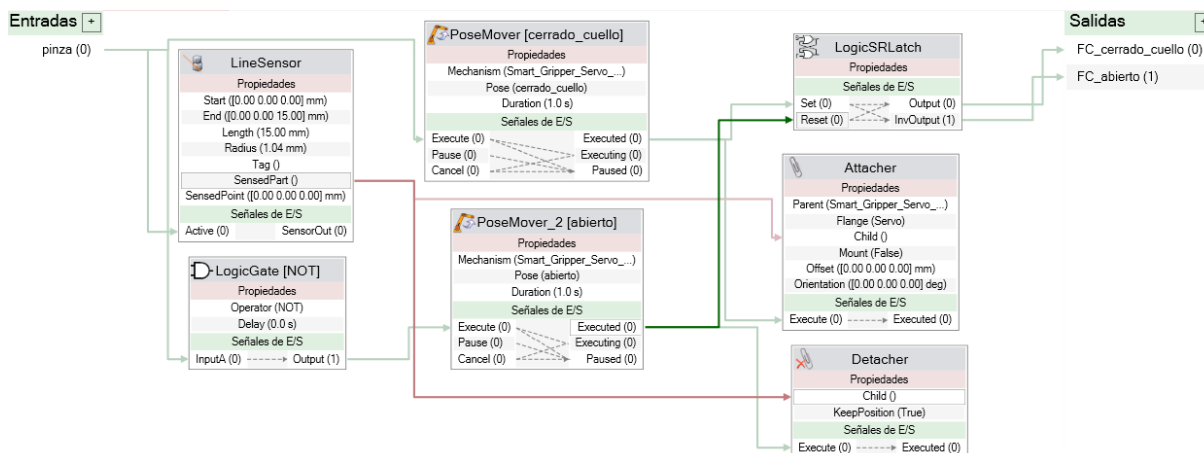 Entradas +
pinza (0)
LineSensor
Propiedades
Start ([0.00 0.00 0.00] mm)
End ([0.00 0.00 15.00] mm)
Length (15.00 mm)
Radius (1.04 mm)
Tag ()
SensedPart ()
SensedPoint ([0.00 0.00 0.00] mm)
Señales de E/S
Active (0) SensorOut (0)
LogicGate [NOT]
Propiedades
Operator (NOT)
Delay (0.0 s)
Señales de E/S
InputA (0) Output (1)
PoseMover [cerrado_cuello]
Propiedades
Mechanism (Smart_Gripper_Servo_...)
Pose (cerrado_cuello)
Duration (1.0 s)
Señales de E/S
Execute (0) Executed (0)
Pause (0) Executing (0)
Cancel (0) Paused (0)
PoseMover_2 [abierto]
Propiedades
Mechanism (Smart_Gripper_Servo_...)
Pose (abierto)
Duration (1.0 s)
Señales de E/S
Execute (0) Executed (0)
Pause (0) Executing (0)
Cancel (0) Paused (0)
LogicSRLatch
Propiedades
Señales de E/S
Set (0) Output (0)
Reset (0) InvOutput (1)
Attacher
Propiedades
Parent (Smart_Gripper_Servo_...)
Flange (Servo)
Child ()
Mount (False)
Offset ([0.00 0.00 0.00] mm)
Orientation ([0.00 0.00 0.00] deg)
Señales de E/S
Execute (0) Executed (0)
Detacher
Propiedades
Child ()
KeepPosition (True)
Señales de E/S
Execute (0) Executed (0)
Salidas +
FC_cerrado_cuello (0)
FC_abierto (1)